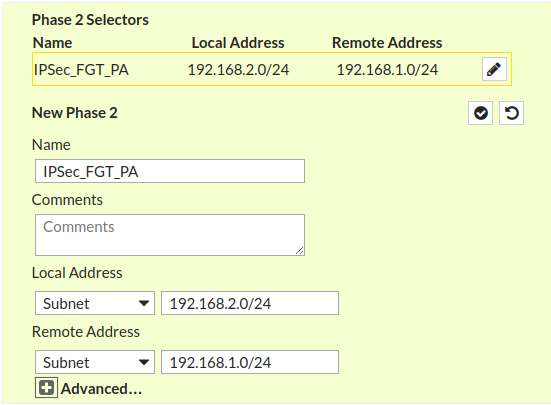 Phase 2 Selectors
Name Local Address Remote Address
IPSec_FGT_PA 192.168.2.0/24 192.168.1.0/24
New Phase 2
Name
IPSec_FGT_PA
Comments
Comments
Local Address
Subnet 192.168.2.0/24
Remote Address
Subnet 192.168.1.0/24
Advanced...